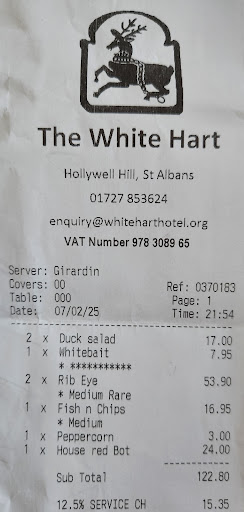 The White Hart
Hollywell Hill, St Albans
01727 853624
enquiry@whiteharthotel.org
VAT Number 978 3089 65
Server: Girardin
Covers: 00 Ref: 0370183
Table: 000 Page: 1
Date: 07/02/25 Time: 21:54
2 x Duck salad 17.00
1 x Whitebait 7.95
* ***********
2 x Rib Eye 53.90
* Medium Rare
1 x Fish n Chips 16.95
* Medium
1 x Peppercorn 3.00
1 x House red Bot 24.00
Sub Total 122.80
12.5% SERVICE CH 15.35